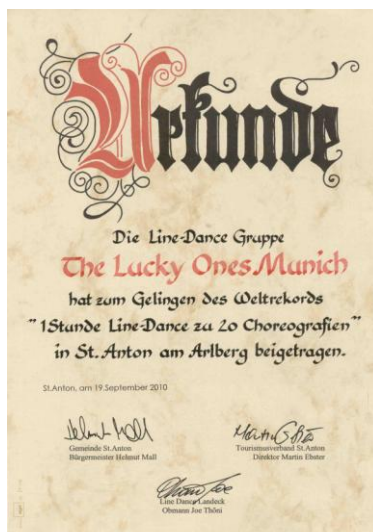 Urkunde
Die Line-Dance Gruppe
The Lucky Ones Munich
hat zum Gelingen des Weltrekords
"1Stunde Line-Dance zu 20 Choreografien"
in St. Anton am Arlberg beigetragen.
St.Anton, am 19.September 2010
Gemeinde St.Anton
Bürgermeister Helmut Mall
Tourismusverband St.Anton
Direktor Martin Ebster
Line Dance Landeck
Obmann Joe Thöni